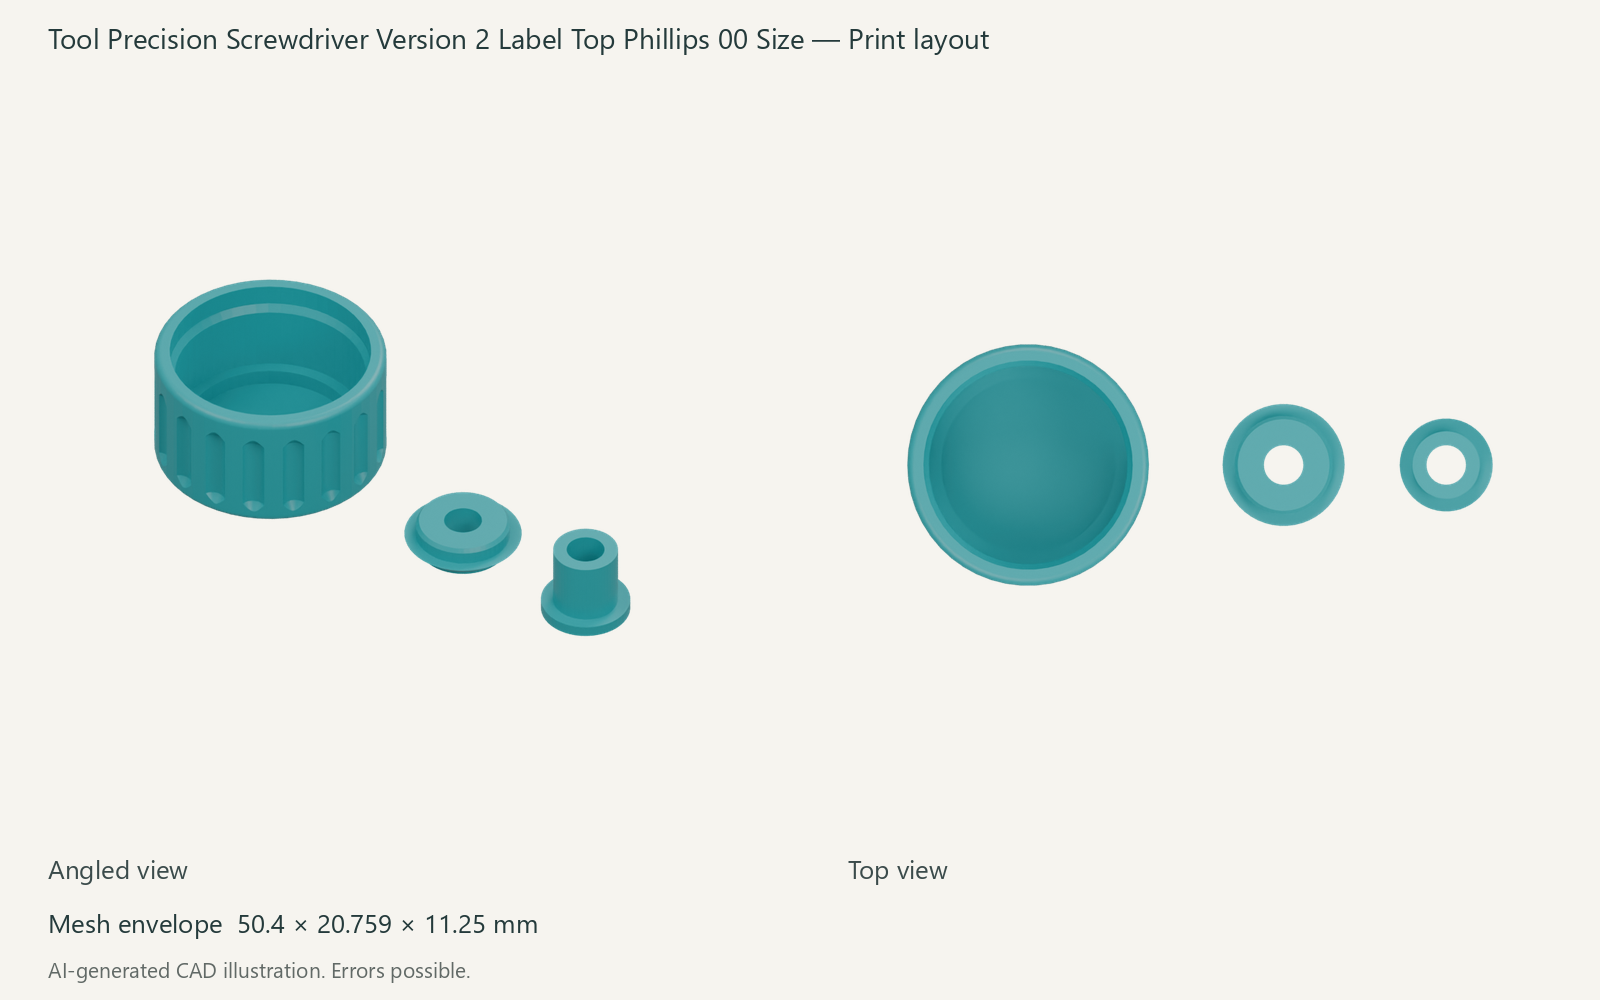 Tool Precision Screwdriver Version 2 Label Top Phillips 00 Size — Print layout
Angled view
Top view
Mesh envelope 50.4 × 20.759 × 11.25 mm
AI-generated CAD illustration. Errors possible.